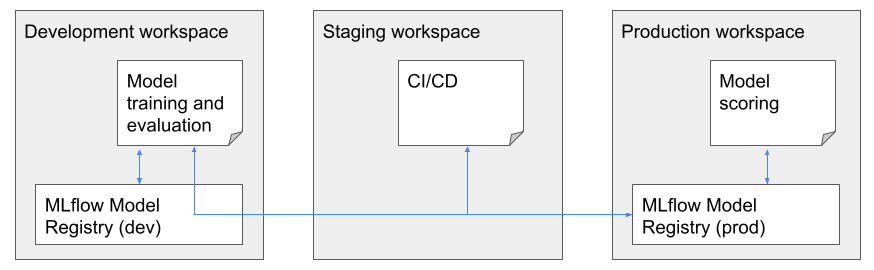 Development workspace
Model
training and
evaluation
MLflow Model
Registry (dev)
Staging workspace
CI/CD
Production workspace
Model
scoring
MLflow Model
Registry (prod)